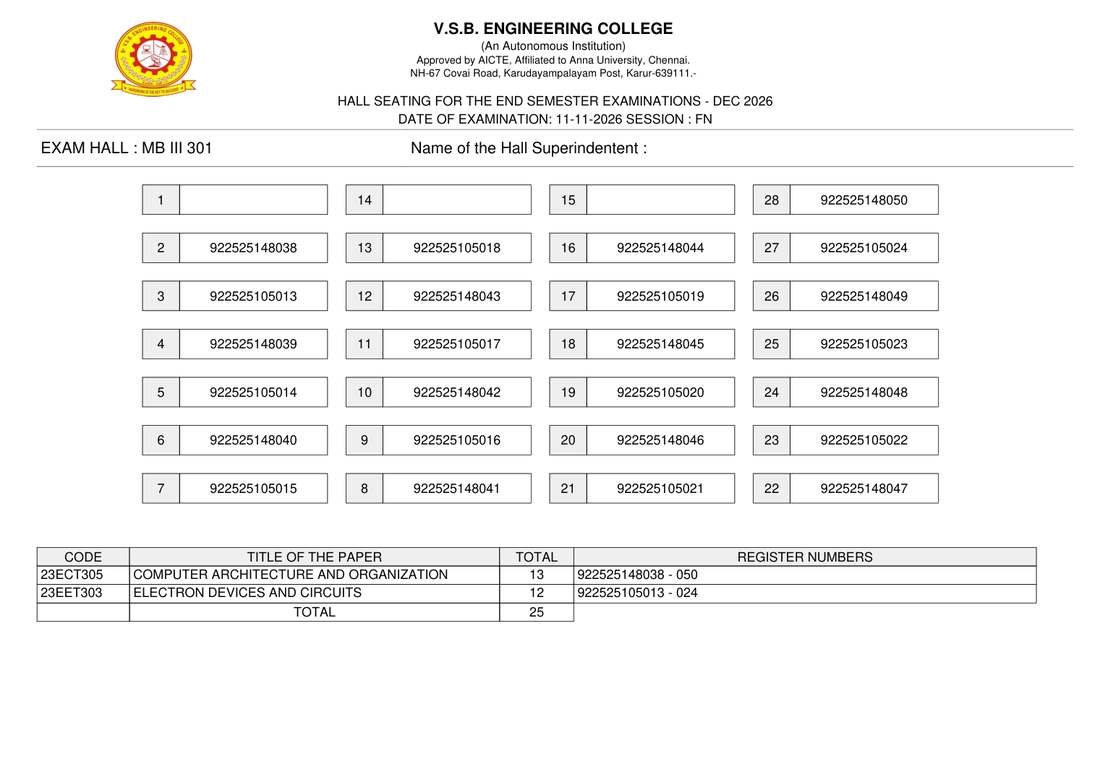 V.S.B. ENGINEERING COLLEGE
(An Autonomous Institution)
Approved by AICTE, Affiliated to Anna University, Chennai.
NH-67 Covai Road, Karudayampalayam Post, Karur-639111.-
HALL SEATING FOR THE END SEMESTER EXAMINATIONS - DEC 2026
DATE OF EXAMINATION: 11-11-2026 SESSION : FN
EXAM HALL : MB III 301 Name of the Hall Superindentent :
1 14 15 28 922525148050
2 922525148038 13 922525105018 16 922525148044 27 922525105024
3 922525105013 12 922525148043 17 922525105019 26 922525148049
4 922525148039 11 922525105017 18 922525148045 25 922525105023
5 922525105014 10 922525148042 19 922525105020 24 922525148048
6 922525148040 9 922525105016 20 922525148046 23 922525105022
7 922525105015 8 922525148041 21 922525105021 22 922525148047
CODE TITLE OF THE PAPER TOTAL REGISTER NUMBERS
23ECT305 COMPUTER ARCHITECTURE AND ORGANIZATION 13 922525148038 - 050
23EET303 ELECTRON DEVICES AND CIRCUITS 12 922525105013 - 024
TOTAL 25